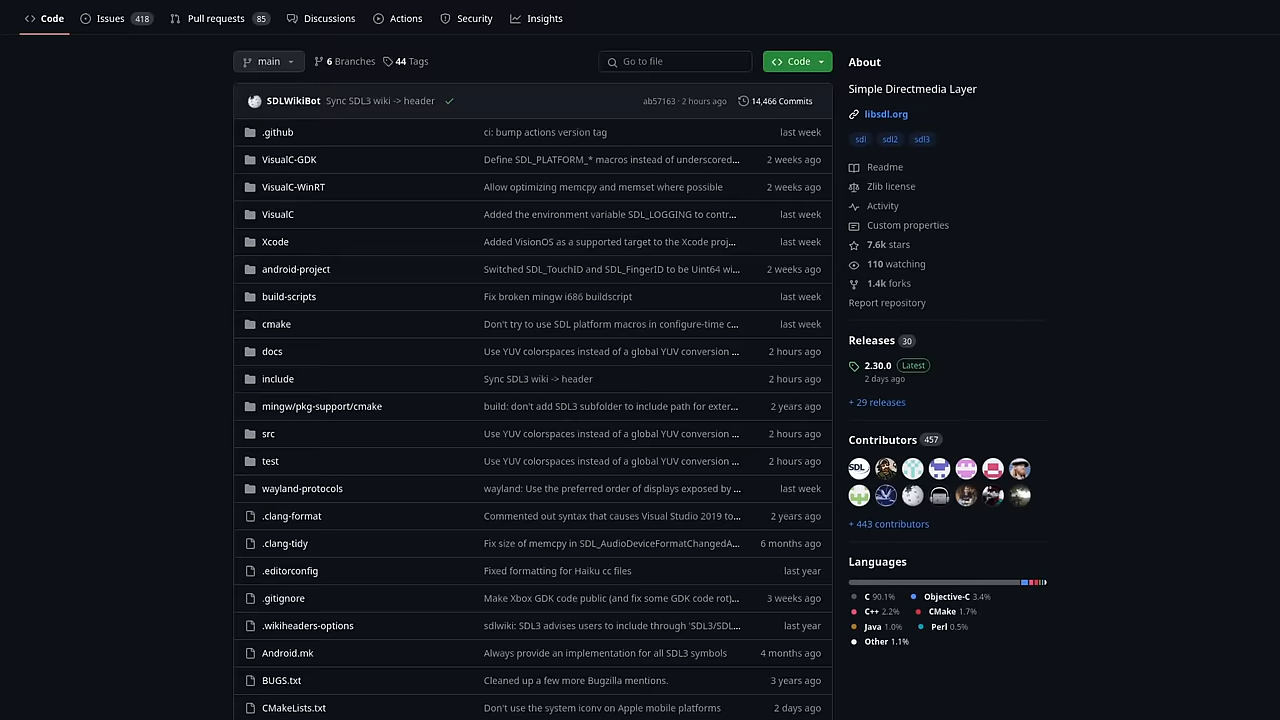 Code Issues 418 Pull requests 85 Discussions Actions Security Insights
main 6 Branches 44 Tags Go to file Code
SDLWikiBot Sync SDL3 wiki -> header ab57163 · 2 hours ago 14,466 Commits
.github ci: bump actions version tag last week
VisualC-GDK Define SDL_PLATFORM_* macros instead of underscored... 2 weeks ago
VisualC-WinRT Allow optimizing memcpy and memset where possible 2 weeks ago
VisualC Added the environment variable SDL_LOGGING to contr... last week
Xcode Added VisionOS as a supported target to the Xcode proj... last week
android-project Switched SDL_TouchID and SDL_FingerID to be Uint64 wi... 2 weeks ago
build-scripts Fix broken mingw i686 buildscript last week
cmake Don't try to use SDL platform macros in configure-time c... last week
docs Use YUV colorspaces instead of a global YUV conversion ... 2 hours ago
include Sync SDL3 wiki -> header 2 hours ago
mingw/pkg-support/cmake build: don't add SDL3 subfolder to include path for exter... 2 years ago
src Use YUV colorspaces instead of a global YUV conversion ... 2 hours ago
test Use YUV colorspaces instead of a global YUV conversion ... 2 hours ago
wayland-protocols wayland: Use the preferred order of displays exposed by ... last week
.clang-format Commented out syntax that causes Visual Studio 2019 to... 2 years ago
.clang-tidy Fix size of memcpy in SDL_AudioDeviceFormatChangedA... 6 months ago
.editorconfig Fixed formatting for Haiku cc files last year
.gitignore Make Xbox GDK code public (and fix some GDK code rot)... 3 weeks ago
.wikiheaders-options sdlwiki: SDL3 advises users to include through 'SDL3/SDL... last year
Android.mk Always provide an implementation for all SDL3 symbols 4 months ago
BUGS.txt Cleaned up a few more Bugzilla mentions. 3 years ago
CMakeLists.txt Don't use the system iconv on Apple mobile platforms 2 days ago
About
Simple Directmedia Layer
libsdl.org
sdl sdl2 sdl3
Readme
Zlib license
Activity
Custom properties
7.6k stars
110 watching
1.4k forks
Report repository
Releases 30
2.30.0 Latest
2 days ago
+ 29 releases
Contributors 457
SDL
+ 443 contributors
Languages
C 90.1% Objective-C 3.4%
C++ 2.2% CMake 1.7%
Java 1.0% Perl 0.5%
Other 1.1%